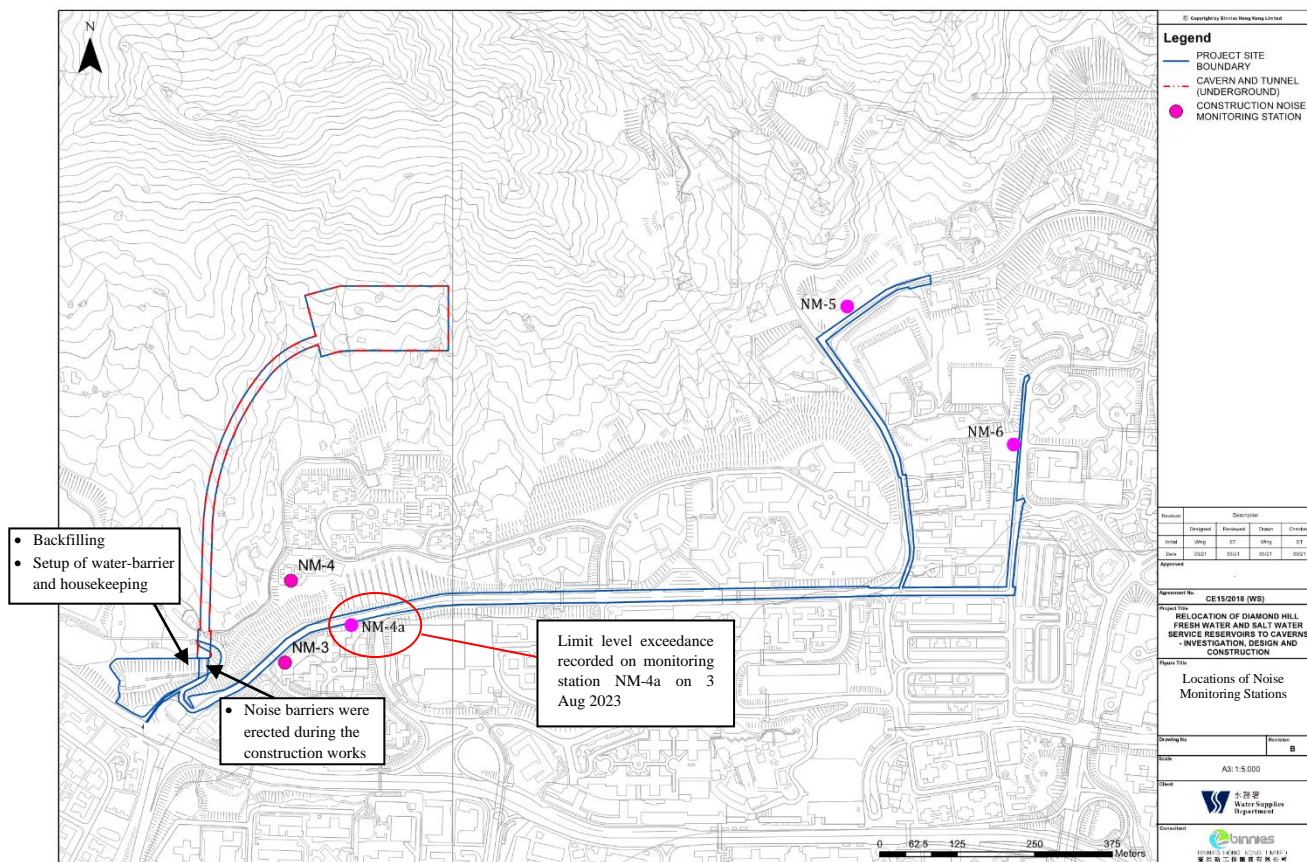 N
• Backfilling
• Setup of water-barrier
and housekeeping
NM-4
NM-4a
NM-3
NM-5
NM-6
• Noise barriers were
erected during the
construction works
Limit level exceedance
recorded on monitoring
station NM-4a on 3
Aug 2023
0 62.5 125 250 375
Meters
© Copyright by Binnies Hong Kong Limited
Legend
PROJECT SITE
BOUNDARY
CAVERN AND TUNNEL
(UNDERGROUND)
CONSTRUCTION NOISE
MONITORING STATION
Revision Description
Designed Reviewed Drawn Checked
Initial Wing ET Wing ET
Date 03/21 03/21 03/21 03/21
Approved
-
Agreement No.
CE15/2018 (WS)
Project Title
RELOCATION OF DIAMOND HILL
FRESH WATER AND SALT WATER
SERVICE RESERVOIRS TO CAVERNS
- INVESTIGATION, DESIGN AND
CONSTRUCTION
Figure Title
Locations of Noise
Monitoring Stations
Drawing No Revision
B
Scale
A3: 1:5,000
Client
水務署
Water Supplies
Department
Consultant
binnies
BINNIES HONG KONG LIMITED